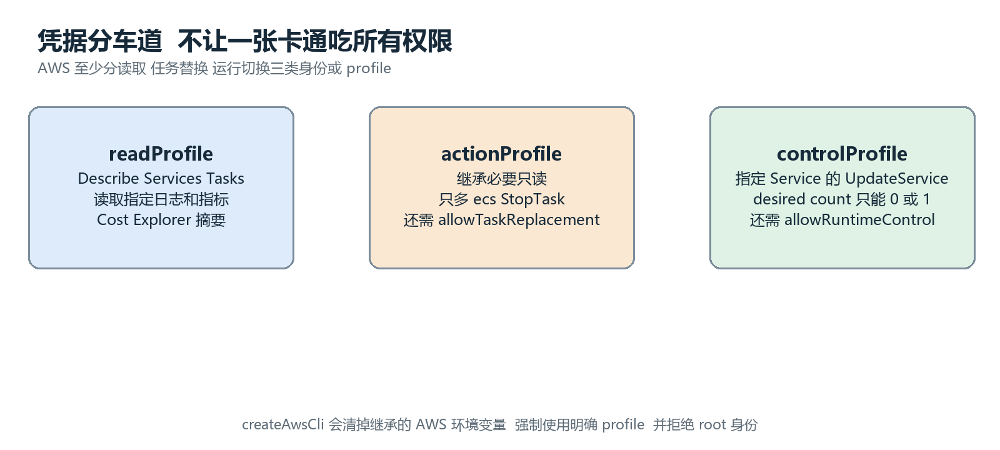 凭据分车道 不让一张卡通吃所有权限
AWS 至少分读取 任务替换 运行切换三类身份或 profile
readProfile
Describe Services Tasks
读取指定日志和指标
Cost Explorer 摘要
actionProfile
继承必要只读
只多 ecs StopTask
还需 allowTaskReplacement
controlProfile
指定 Service 的 UpdateService
desired count 只能 0 或 1
还需 allowRuntimeControl
createAwsCli 会清掉继承的 AWS 环境变量 强制使用明确 profile 并拒绝 root 身份